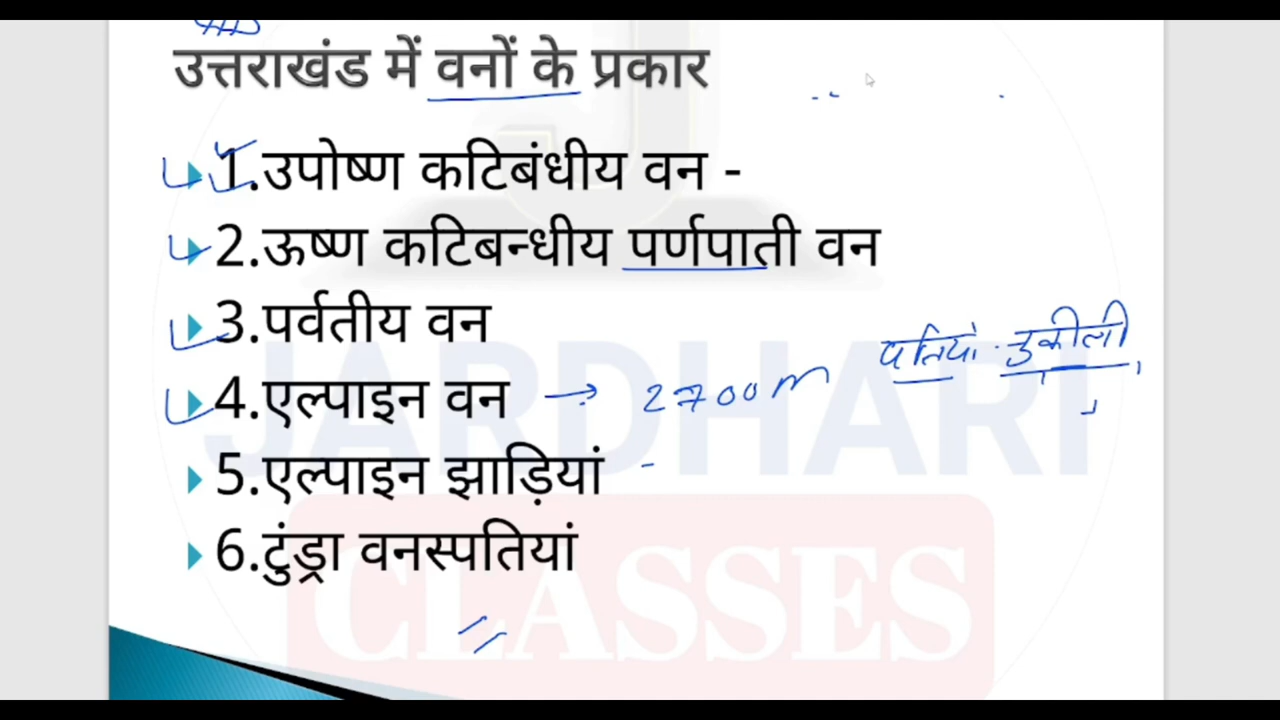 उत्तराखंड में वनों के प्रकार
1.उपोष्ण कटिबंधीय वन -
2.ऊष्ण कटिबन्धीय पर्णपाती वन
3.पर्वतीय वन
4.एल्पाइन वन → 2700m
पतियो नुकीली
5.एल्पाइन झाड़ियां -
6.टुंड्रा वनस्पतियां
JARDHARI
CLASSES